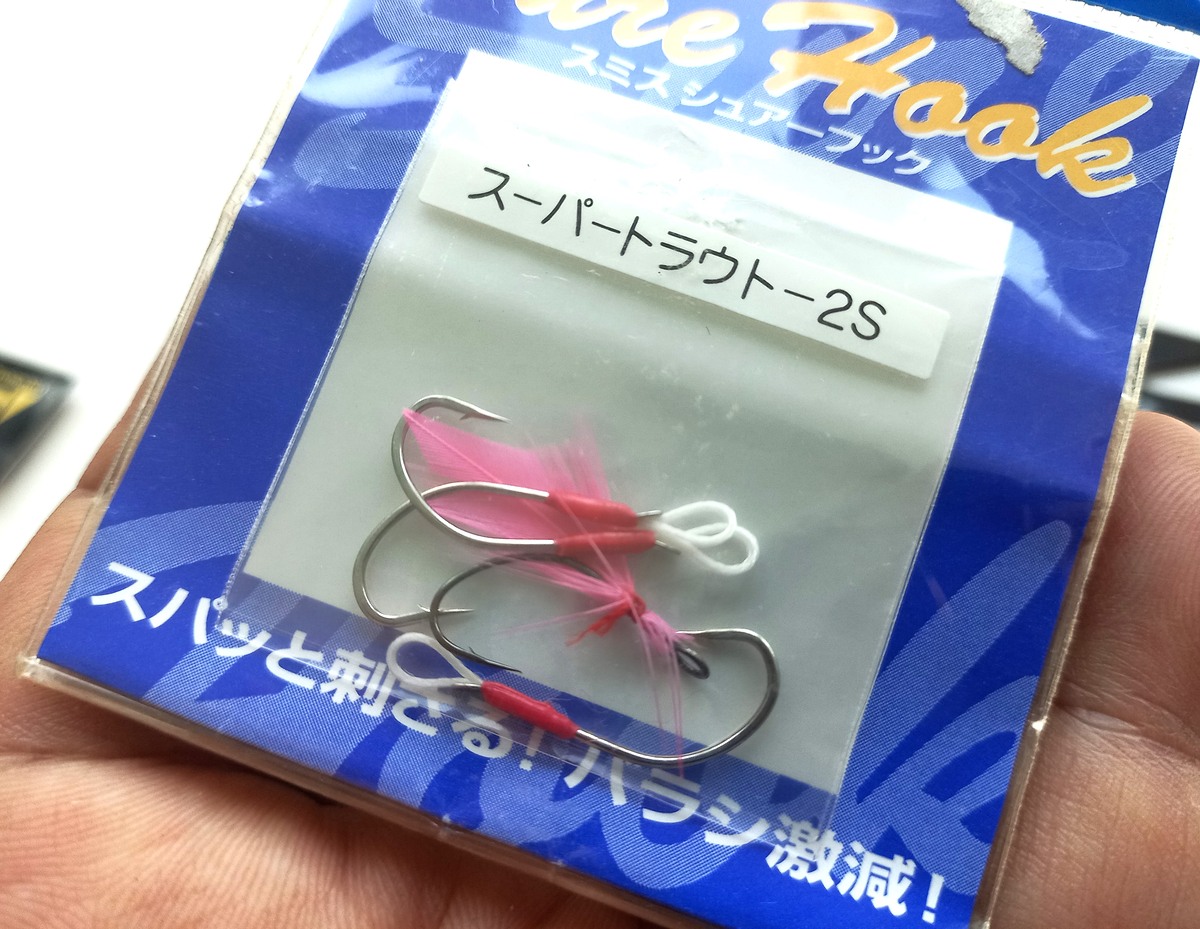 ure Hook
スミス シュアーフック
スーパートラウトー2S
スパッと刺さる!バラシ激減!